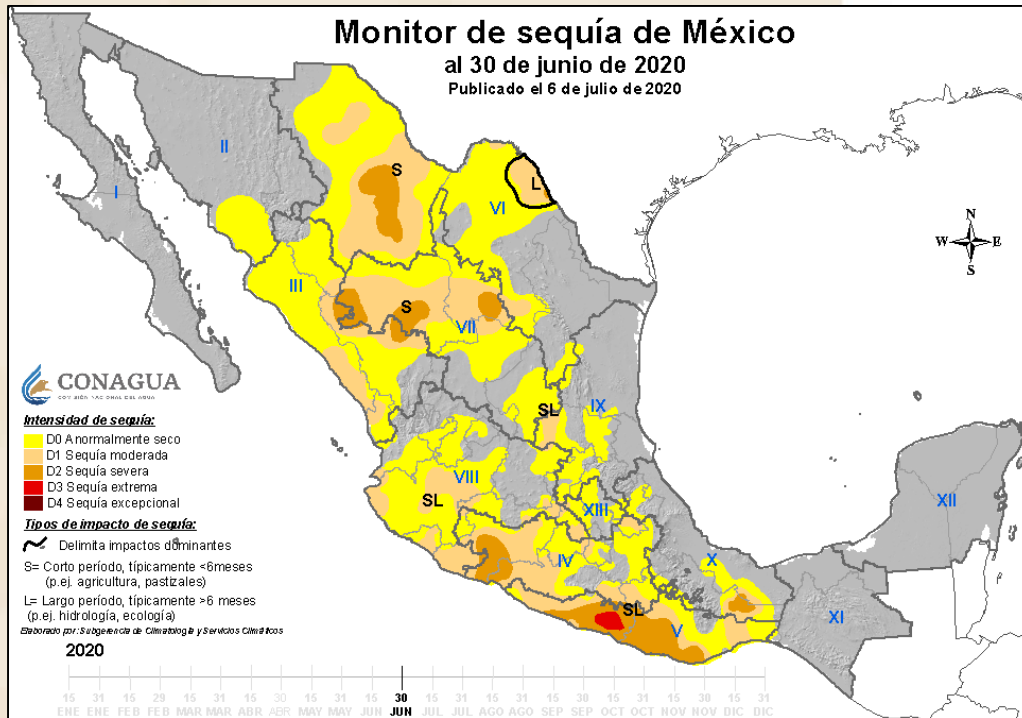 Monitor de sequía de México
al 30 de junio de 2020
Publicado el 6 de julio de 2020
II
S
L
I
VI
N
W E
S
III
S
VII
CONAGUA
COMISIÓN NACIONAL DEL AGUA
SL
IX
Intensidad de sequía:
D0 Anormalmente seco
D1 Sequía moderada
D2 Sequía severa
D3 Sequía extrema
D4 Sequía excepcional
VIII
SL
XIII
XII
Tipos de impacto de sequía:
Delimita impactos dominantes
S= Corto período, típicamente <6meses
(p.ej. agricultura, pastizales)
L= Largo período, típicamente >6 meses
(p.ej. hidrología, ecología)
Elaborado por: Subgerencia de Climatología y Servicios Climáticos
IV
X
SL
V
XI
2020
15 31 15 29 15 31 15 30 15 31 15 30 15 31 15 31 15 30 15 31 15 30 15 31
ENE ENE FEB FEB MAR MAR ABR ABR MAY MAY JUN JUN JUL JUL AGO AGO SEP SEP OCT OCT NOV NOV DIC DIC